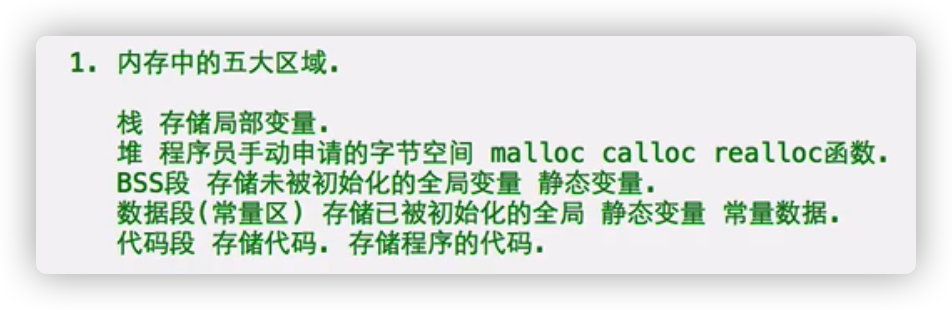 1. 内存中的五大区域.
栈 存储局部变量.
堆 程序员手动申请的字节空间 malloc calloc realloc函数.
BSS段 存储未被初始化的全局变量 静态变量.
数据段(常量区) 存储已被初始化的全局 静态变量 常量数据.
代码段 存储代码. 存储程序的代码.